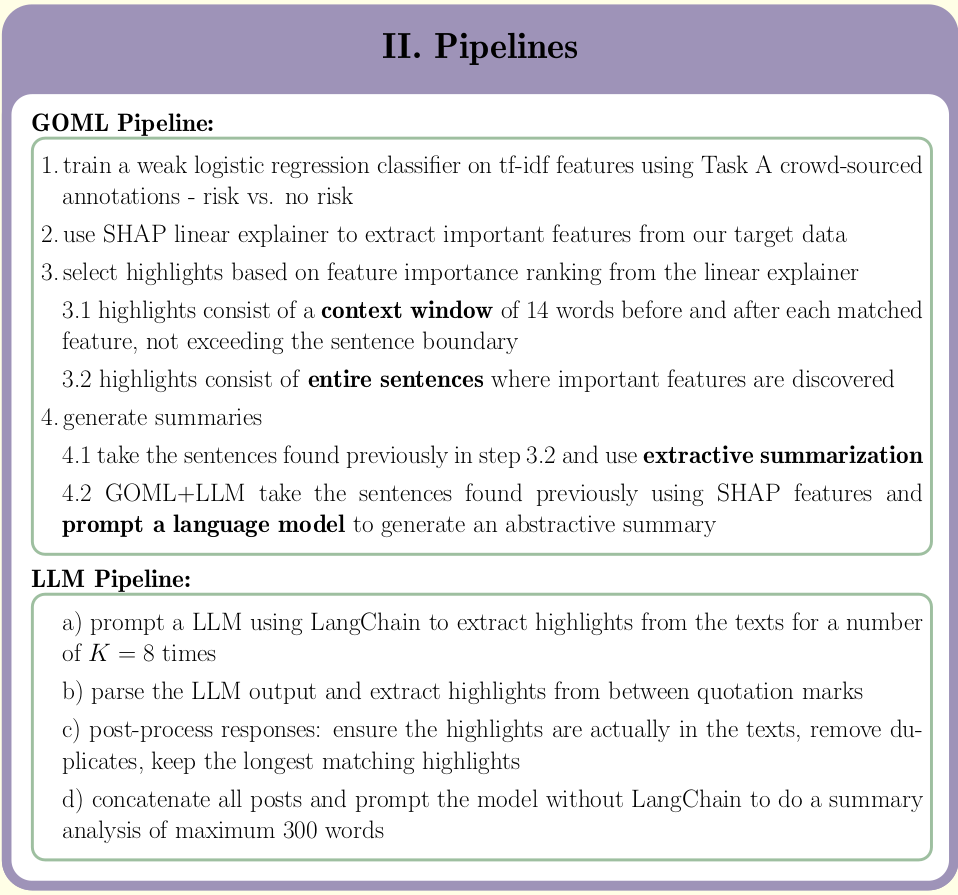 II. Pipelines
GOML Pipeline:
1. train a weak logistic regression classifier on tf-idf features using Task A crowd-sourced
annotations - risk vs. no risk
2. use SHAP linear explainer to extract important features from our target data
3. select highlights based on feature importance ranking from the linear explainer
3.1 highlights consist of a context window of 14 words before and after each matched
feature, not exceeding the sentence boundary
3.2 highlights consist of entire sentences where important features are discovered
4. generate summaries
4.1 take the sentences found previously in step 3.2 and use extractive summarization
4.2 GOML+LLM take the sentences found previously using SHAP features and
prompt a language model to generate an abstractive summary
LLM Pipeline:
a) prompt a LLM using LangChain to extract highlights from the texts for a number
of K = 8 times
b) parse the LLM output and extract highlights from between quotation marks
c) post-process responses: ensure the highlights are actually in the texts, remove du-
plicates, keep the longest matching highlights
d) concatenate all posts and prompt the model without LangChain to do a summary
analysis of maximum 300 words